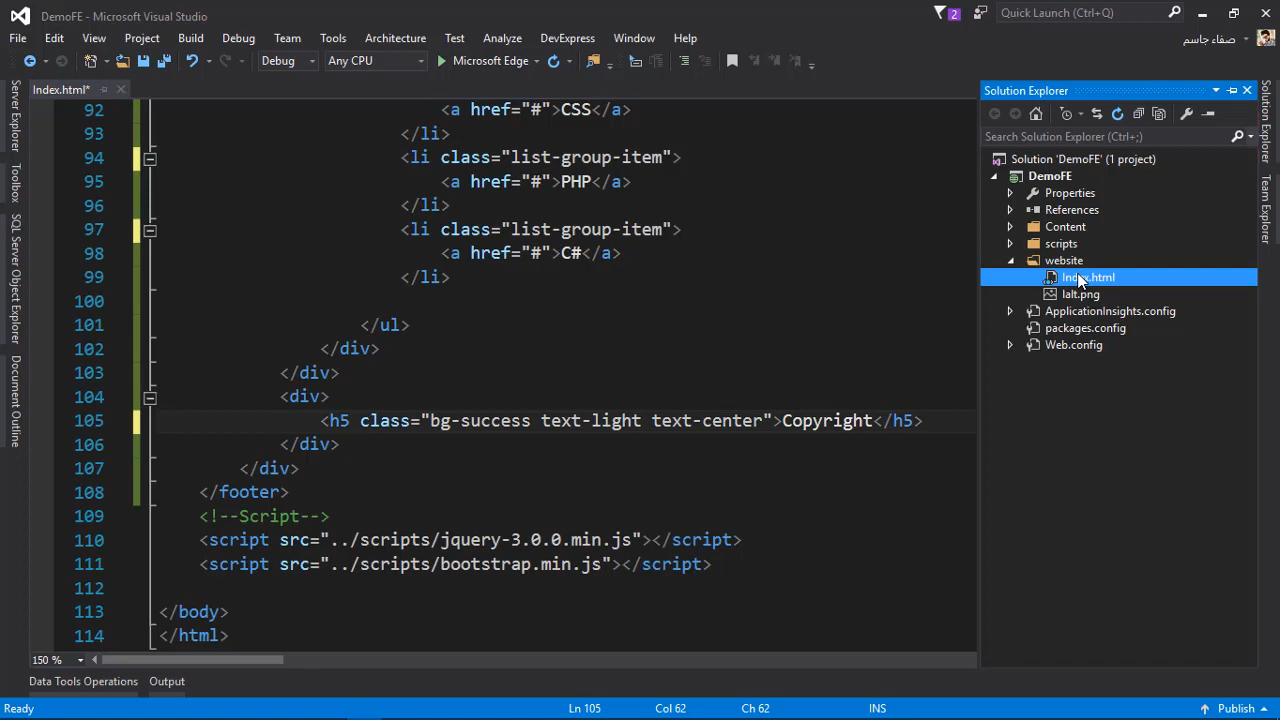 DemoFE - Microsoft Visual Studio
2
Quick Launch (Ctrl+Q)
File Edit View Project Build Debug Team Tools Architecture Test Analyze DevExpress Window Help
صفاء جاسم
Debug Any CPU Microsoft Edge
Index.html*
Server Explorer
Toolbox
SQL Server Object Explorer
Document Outline
92 <a href="#">CSS</a>
93 </li>
94 <li class="list-group-item">
95 <a href="#">PHP</a>
96 </li>
97 <li class="list-group-item">
98 <a href="#">C#</a>
99 </li>
100
101 </ul>
102 </div>
103 </div>
104 <div>
105 <h5 class="bg-success text-light text-center">Copyright</h5>
106 </div>
107 </div>
108 </footer>
109 <!--Script-->
110 <script src="../scripts/jquery-3.0.0.min.js"></script>
111 <script src="../scripts/bootstrap.min.js"></script>
112
113 </body>
114 </html>
150 %
Solution Explorer
Search Solution Explorer (Ctrl+;)
Solution 'DemoFE' (1 project)
DemoFE
Properties
References
Content
scripts
website
Index.html
lalt.png
ApplicationInsights.config
packages.config
Web.config
Solution Explorer
Team Explorer
Data Tools Operations Output
Ready Ln 105 Col 62 Ch 62 INS Publish